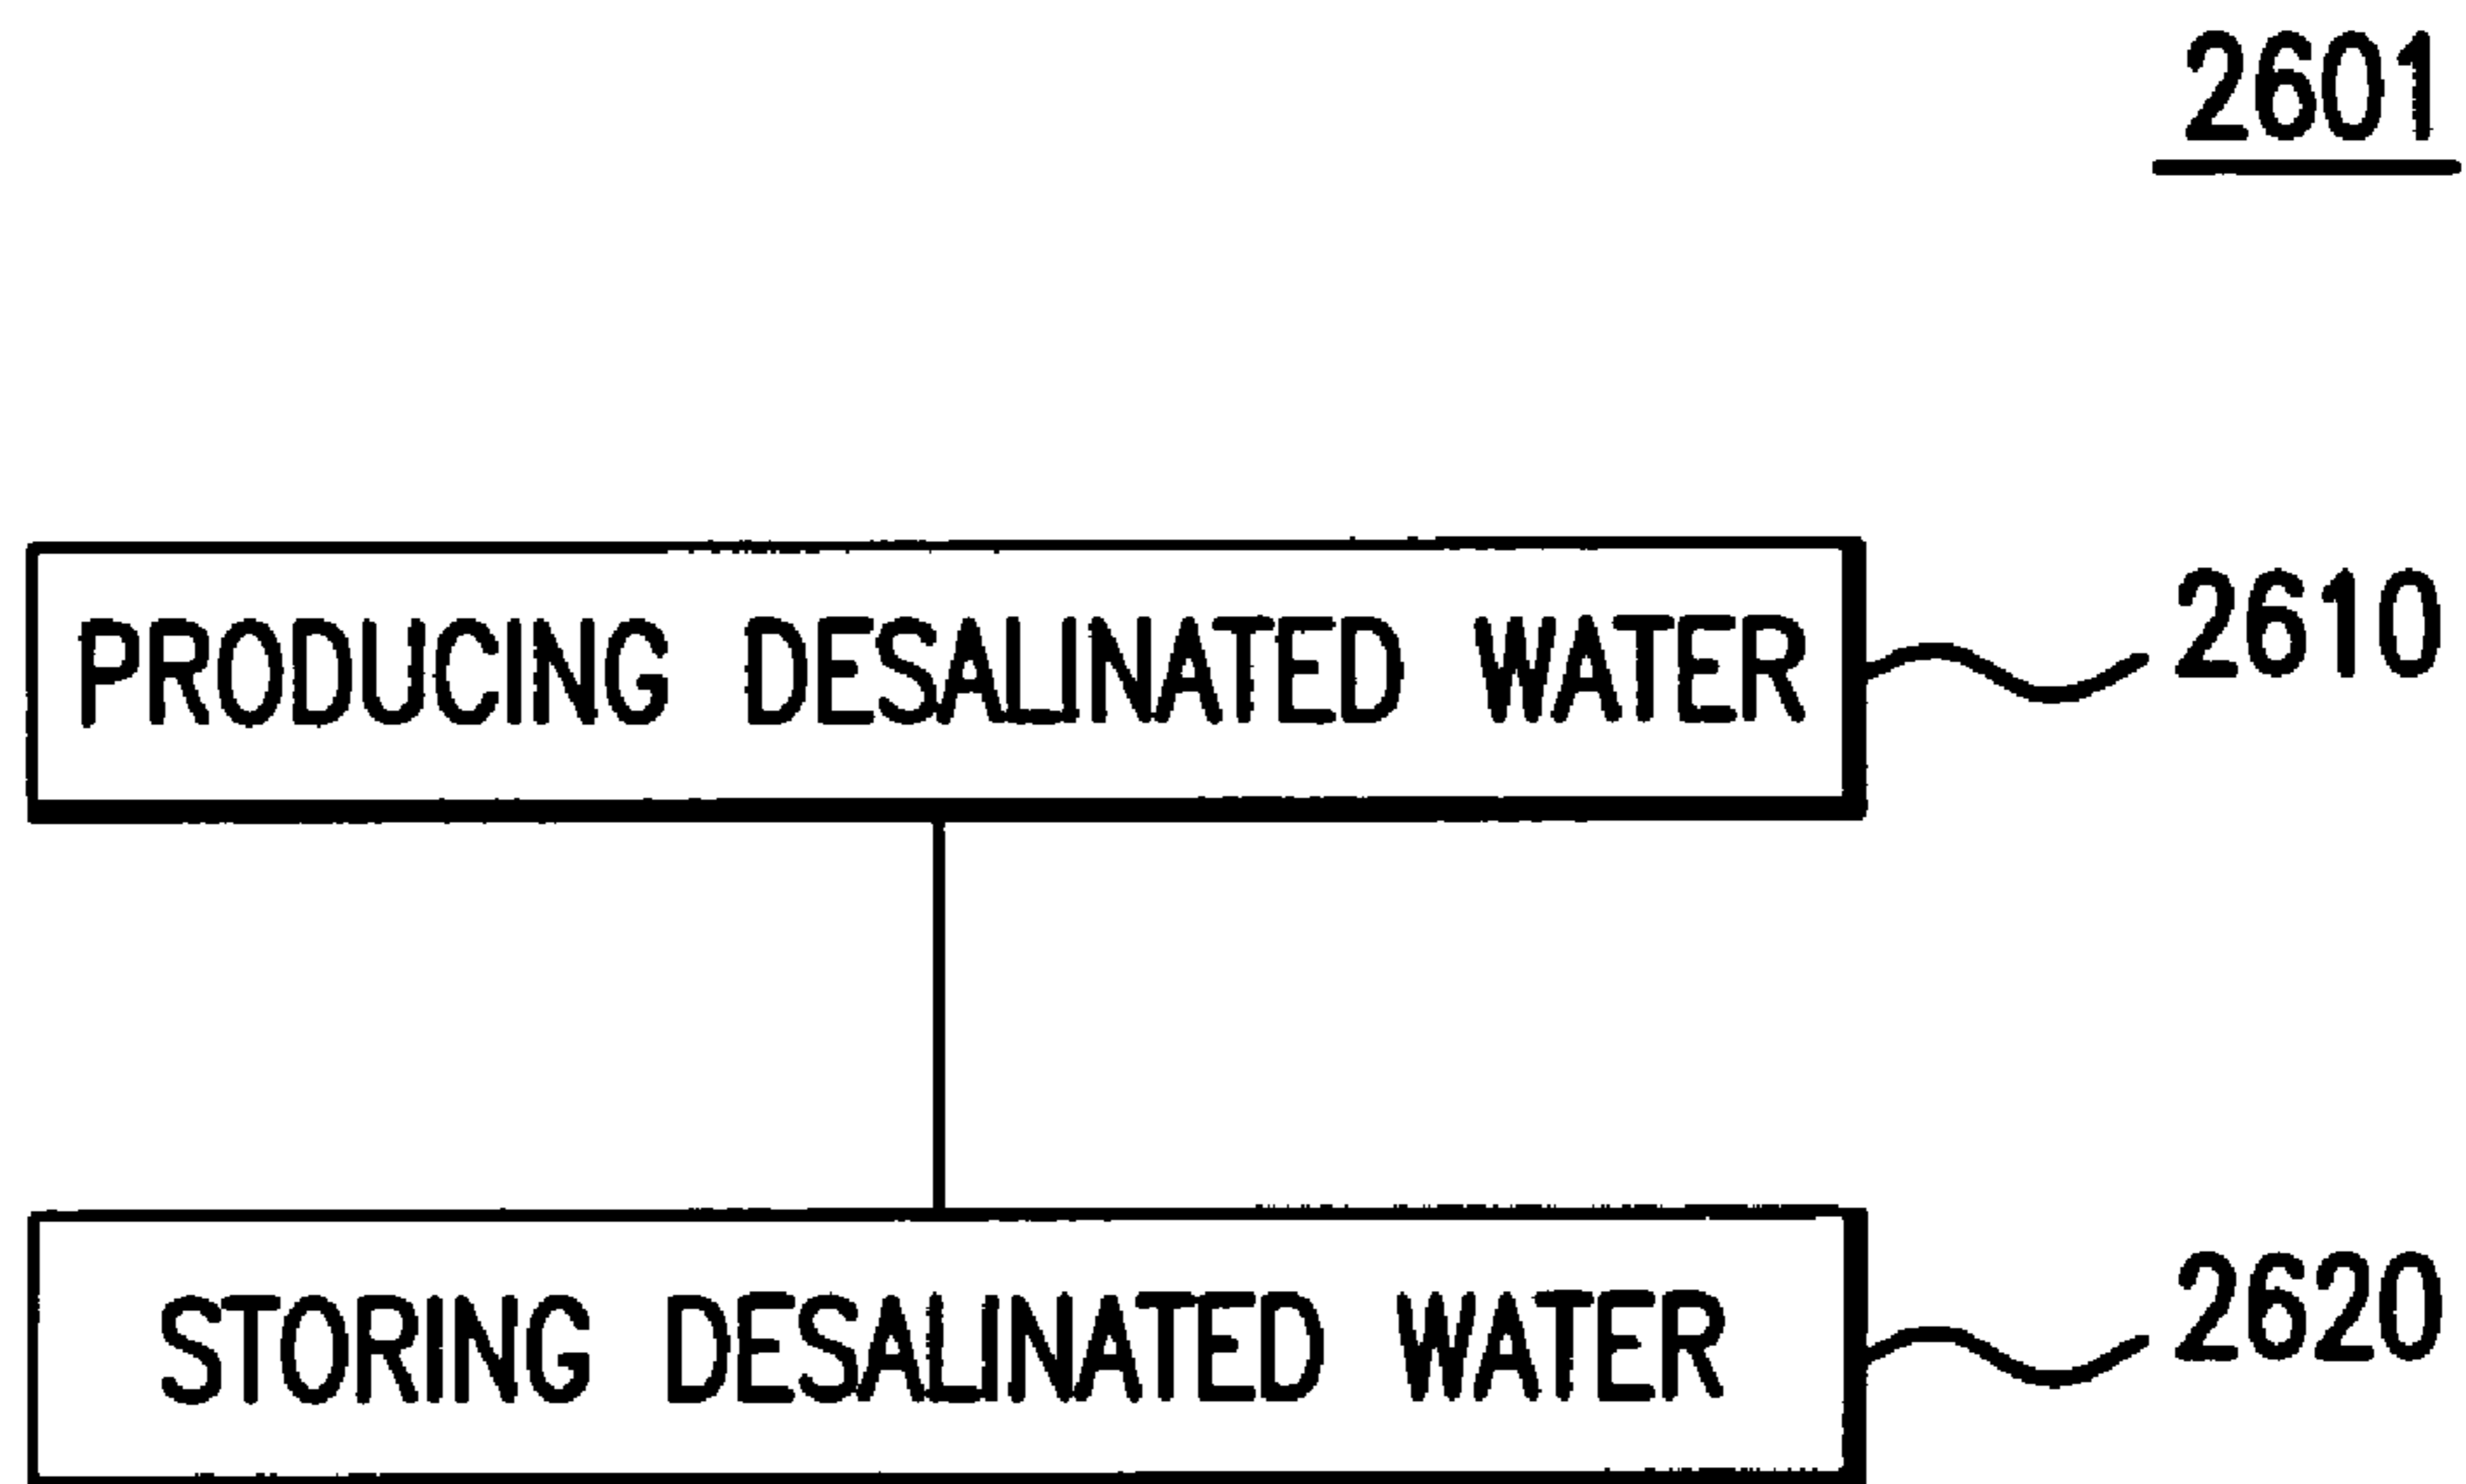 2601
PRODUCING DESALINATED WATER 2610
STORING DESALINATED WATER 2620